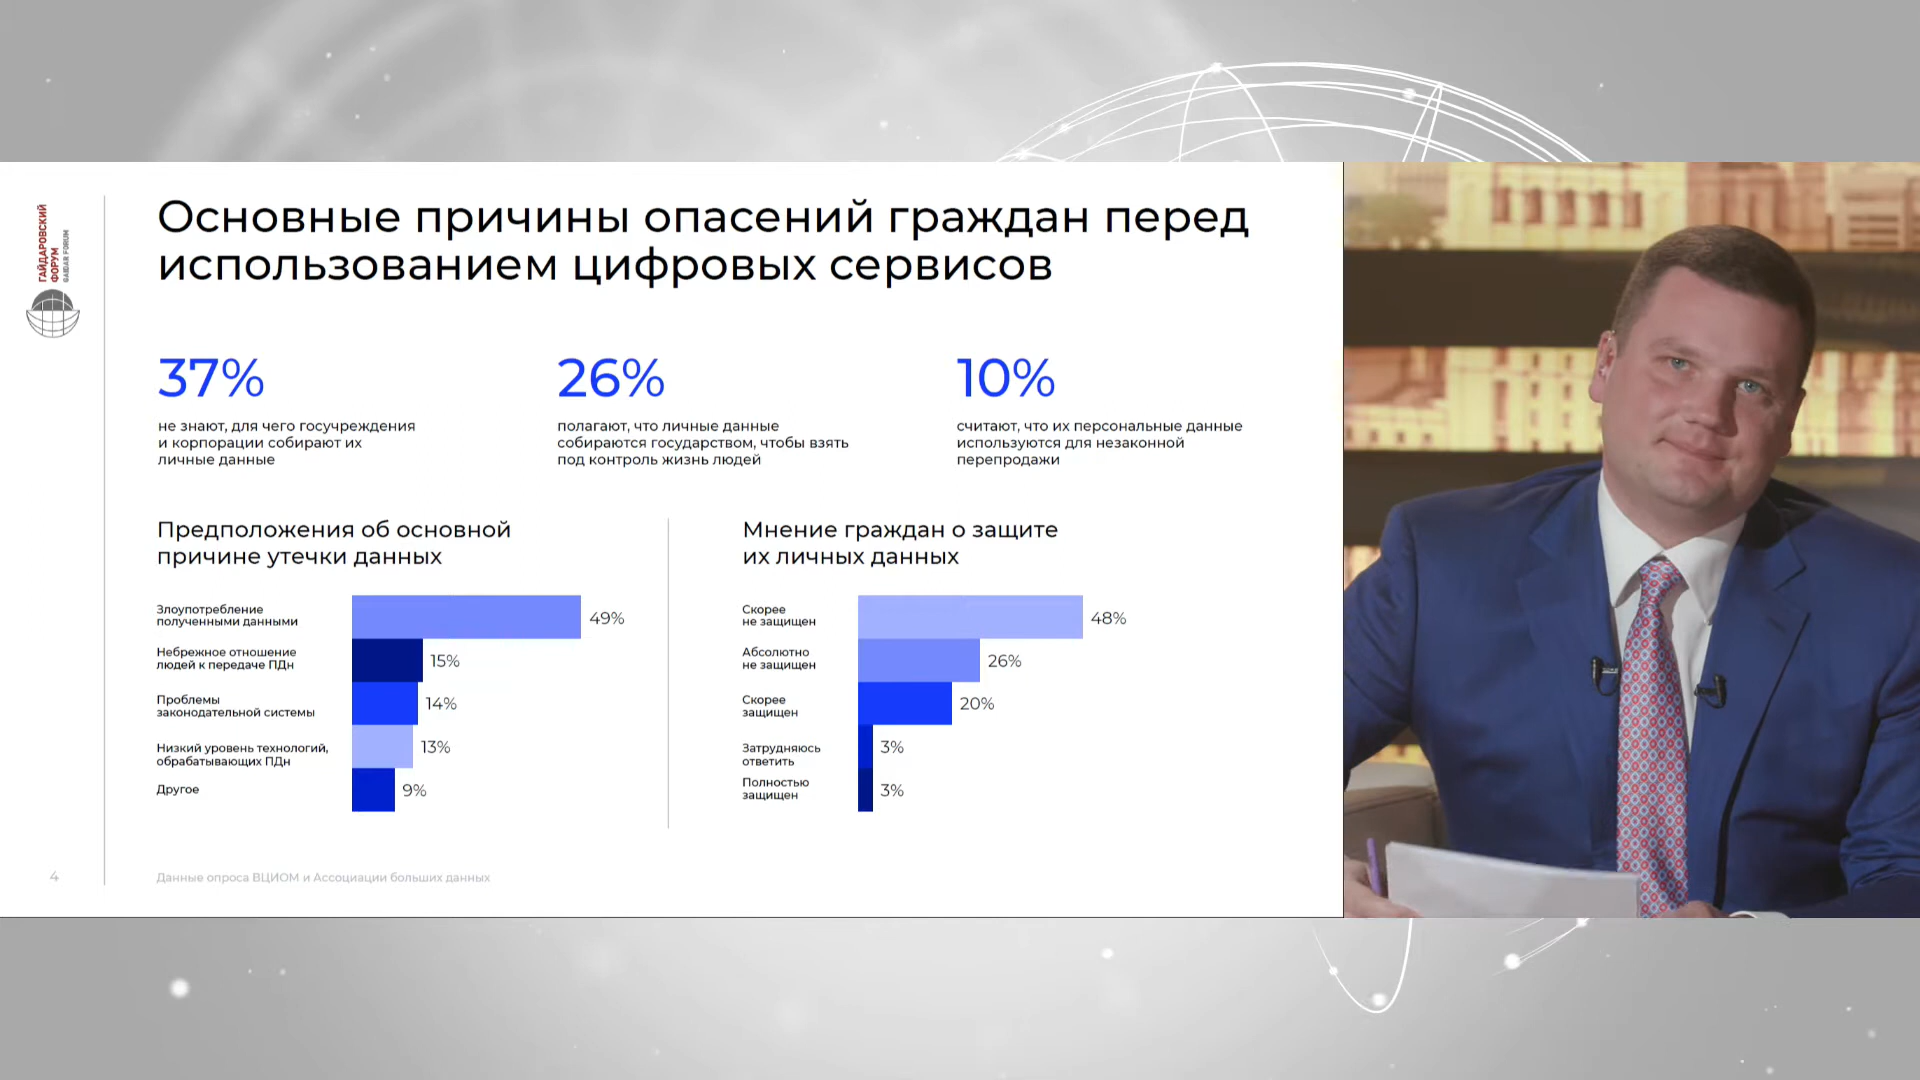 ГАЙДАРОВСКИЙ
ФОРУМ
GAIDAR FORUM
Основные причины опасений граждан перед
использованием цифровых сервисов
37%
не знают, для чего госучреждения
и корпорации собирают их
личные данные
26%
полагают, что личные данные
собираются государством, чтобы взять
под контроль жизнь людей
10%
считают, что их персональные данные
используются для незаконной
перепродажи
Предположения об основной
причине утечки данных
Злоупотребление
полученными данными
49%
Небрежное отношение
людей к передаче ПДн
15%
Проблемы
законодательной системы
14%
Низкий уровень технологий,
обрабатывающих ПДн
13%
Другое
9%
Мнение граждан о защите
их личных данных
Скорее
не защищен
48%
Абсолютно
не защищен
26%
Скорее
защищен
20%
Затрудняюсь
ответить
3%
Полностью
защищен
3%
4
Данные опроса ВЦИОМ и Ассоциации больших данных